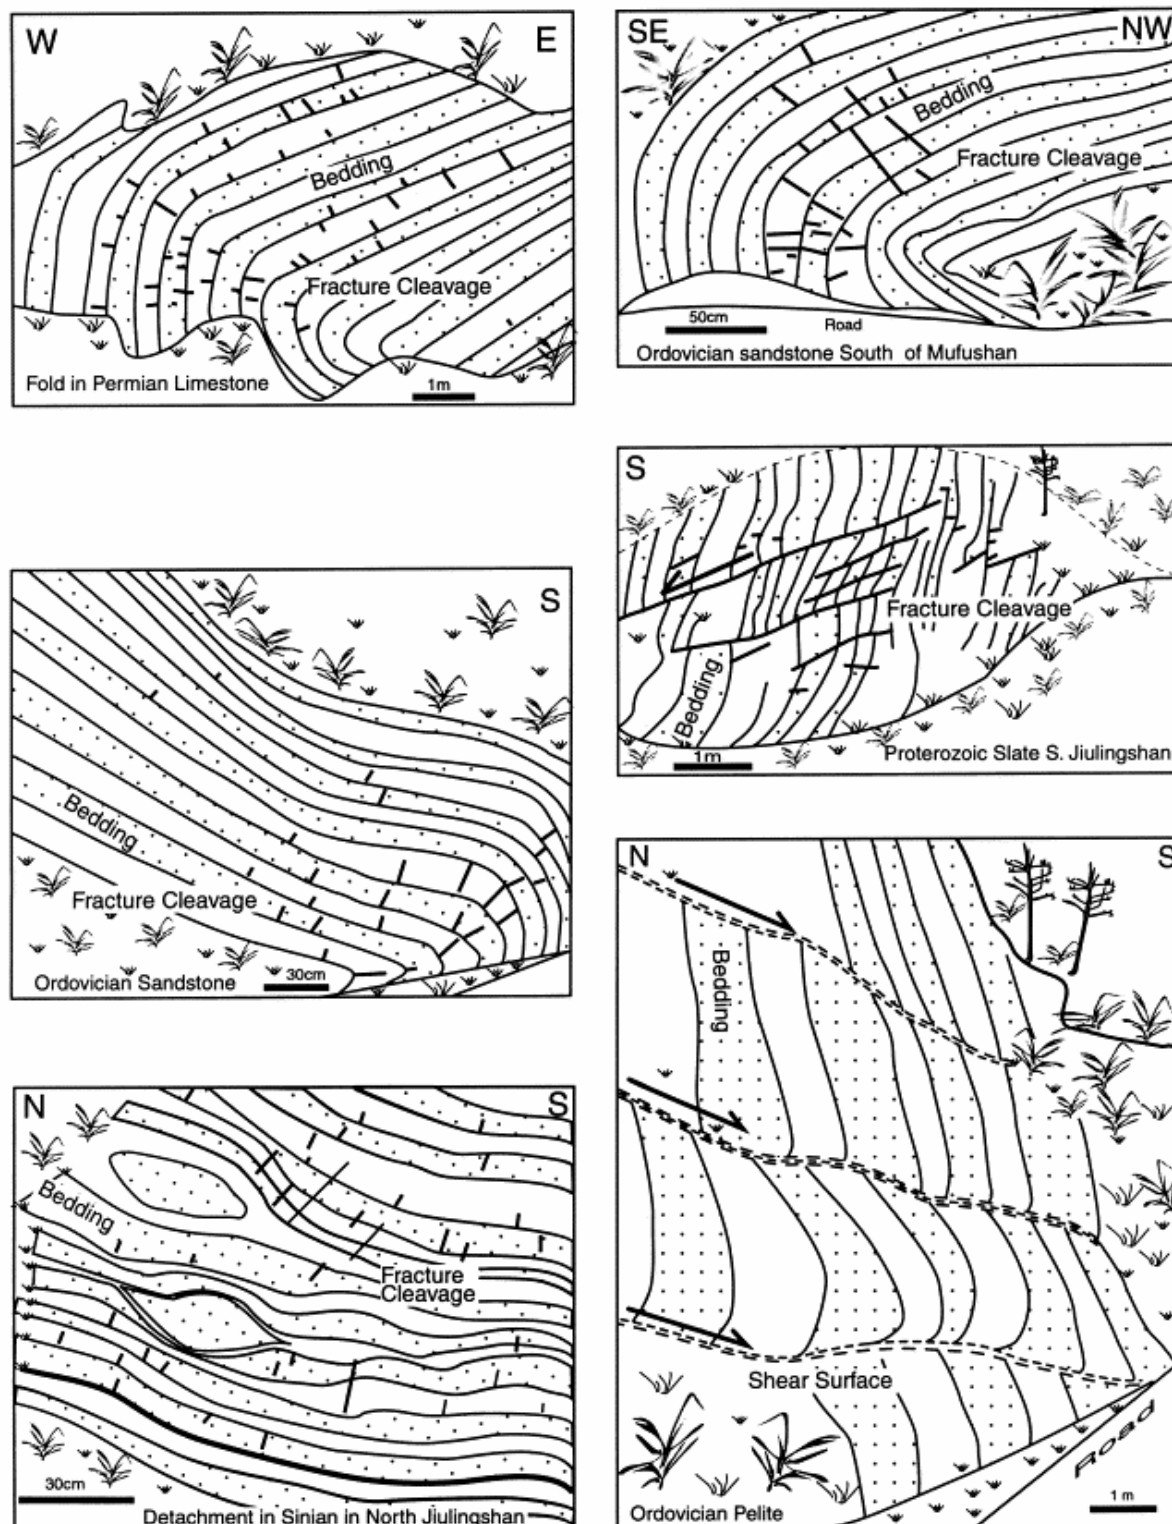 W
E
Bedding
Fracture Cleavage
Fold in Permian Limestone
1m
SE
NW
Bedding
Fracture Cleavage
50cm
Road
Ordovician sandstone South of Mufushan
S
Fracture Cleavage
Bedding
1m
Proterozoic Slate S. Jiulingshan
S
Bedding
Fracture Cleavage
Ordovician Sandstone
30cm
N
S
Bedding
Shear Surface
Road
Ordovician Pelite
1 m
N
S
Bedding
Fracture
Cleavage
30cm
Detachment in Sinian in North Jiulingshan